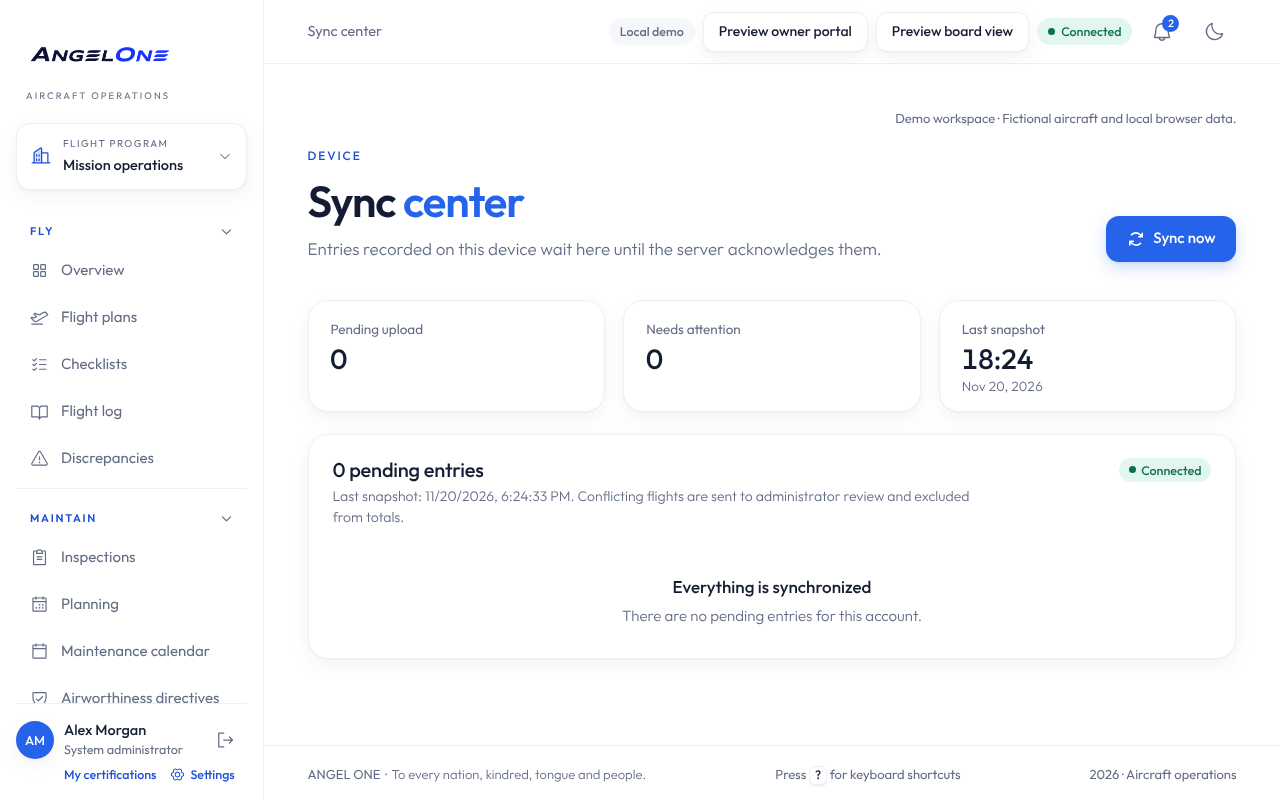 ANGELONE
AIRCRAFT OPERATIONS
FLIGHT PROGRAM
Mission operations
FLY
Overview
Flight plans
Checklists
Flight log
Discrepancies
MAINTAIN
Inspections
Planning
Maintenance calendar
Airworthiness directives
AM
Alex Morgan
System administrator
My certifications
Settings
Sync center
Local demo
Preview owner portal
Preview board view
Connected
2
Demo workspace · Fictional aircraft and local browser data.
DEVICE
Sync center
Entries recorded on this device wait here until the server acknowledges them.
Sync now
Pending upload
0
Needs attention
0
Last snapshot
18:24
Nov 20, 2026
0 pending entries
Connected
Last snapshot: 11/20/2026, 6:24:33 PM. Conflicting flights are sent to administrator review and excluded
from totals.
Everything is synchronized
There are no pending entries for this account.
ANGEL ONE · To every nation, kindred, tongue and people.
Press ? for keyboard shortcuts
2026 · Aircraft operations